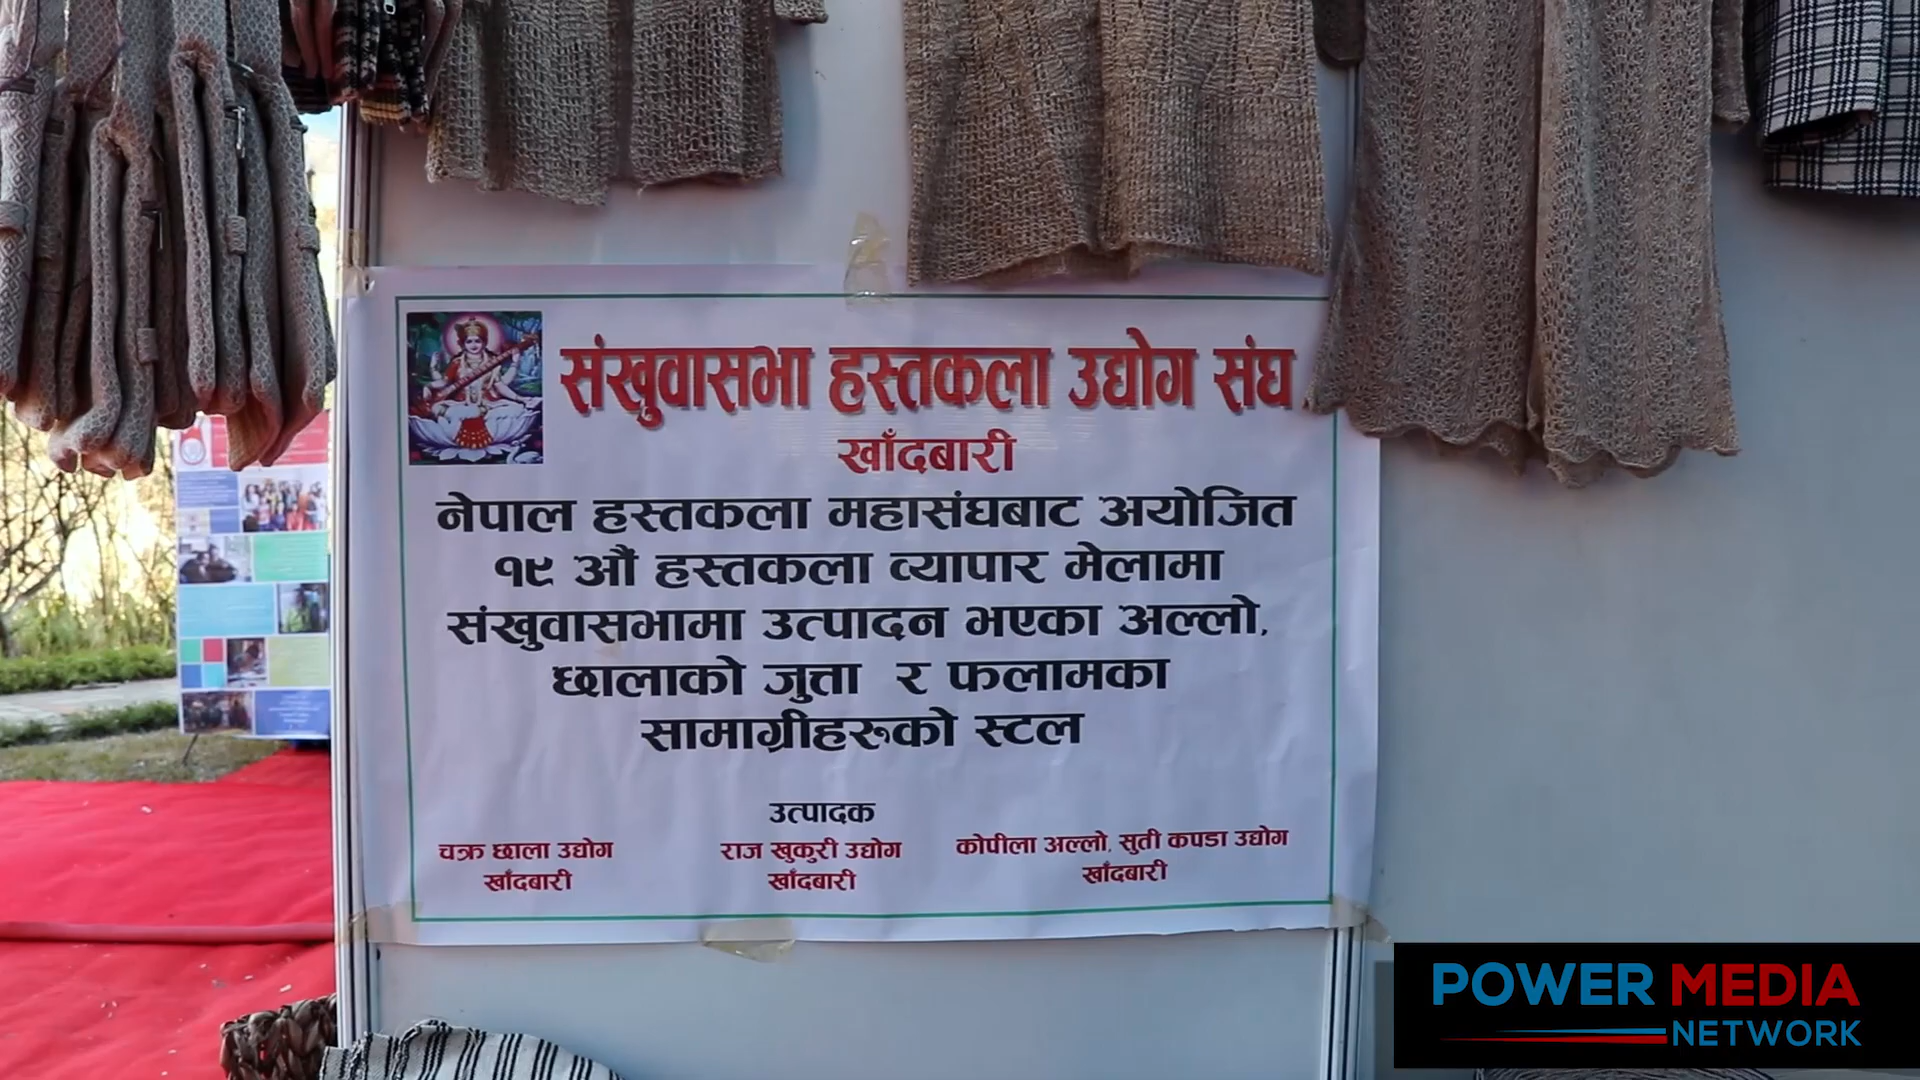 संखुवासभा हस्तकला उद्योग संघ
खाँदबारी
नेपाल हस्तकला महासंघबाट अयोजित
१९ औं हस्तकला व्यापार मेलामा
संखुवासभामा उत्पादन भएका अल्लो,
छालाको जुत्ता र फलामका
सामाग्रीहरुको स्टल
उत्पादक
चक्र छाला उद्योग
खाँदबारी
राज खुकुरी उद्योग
खाँदबारी
कोपीला अल्लो, सुती कपडा उद्योग
खाँदबारी
POWER MEDIA
NETWORK